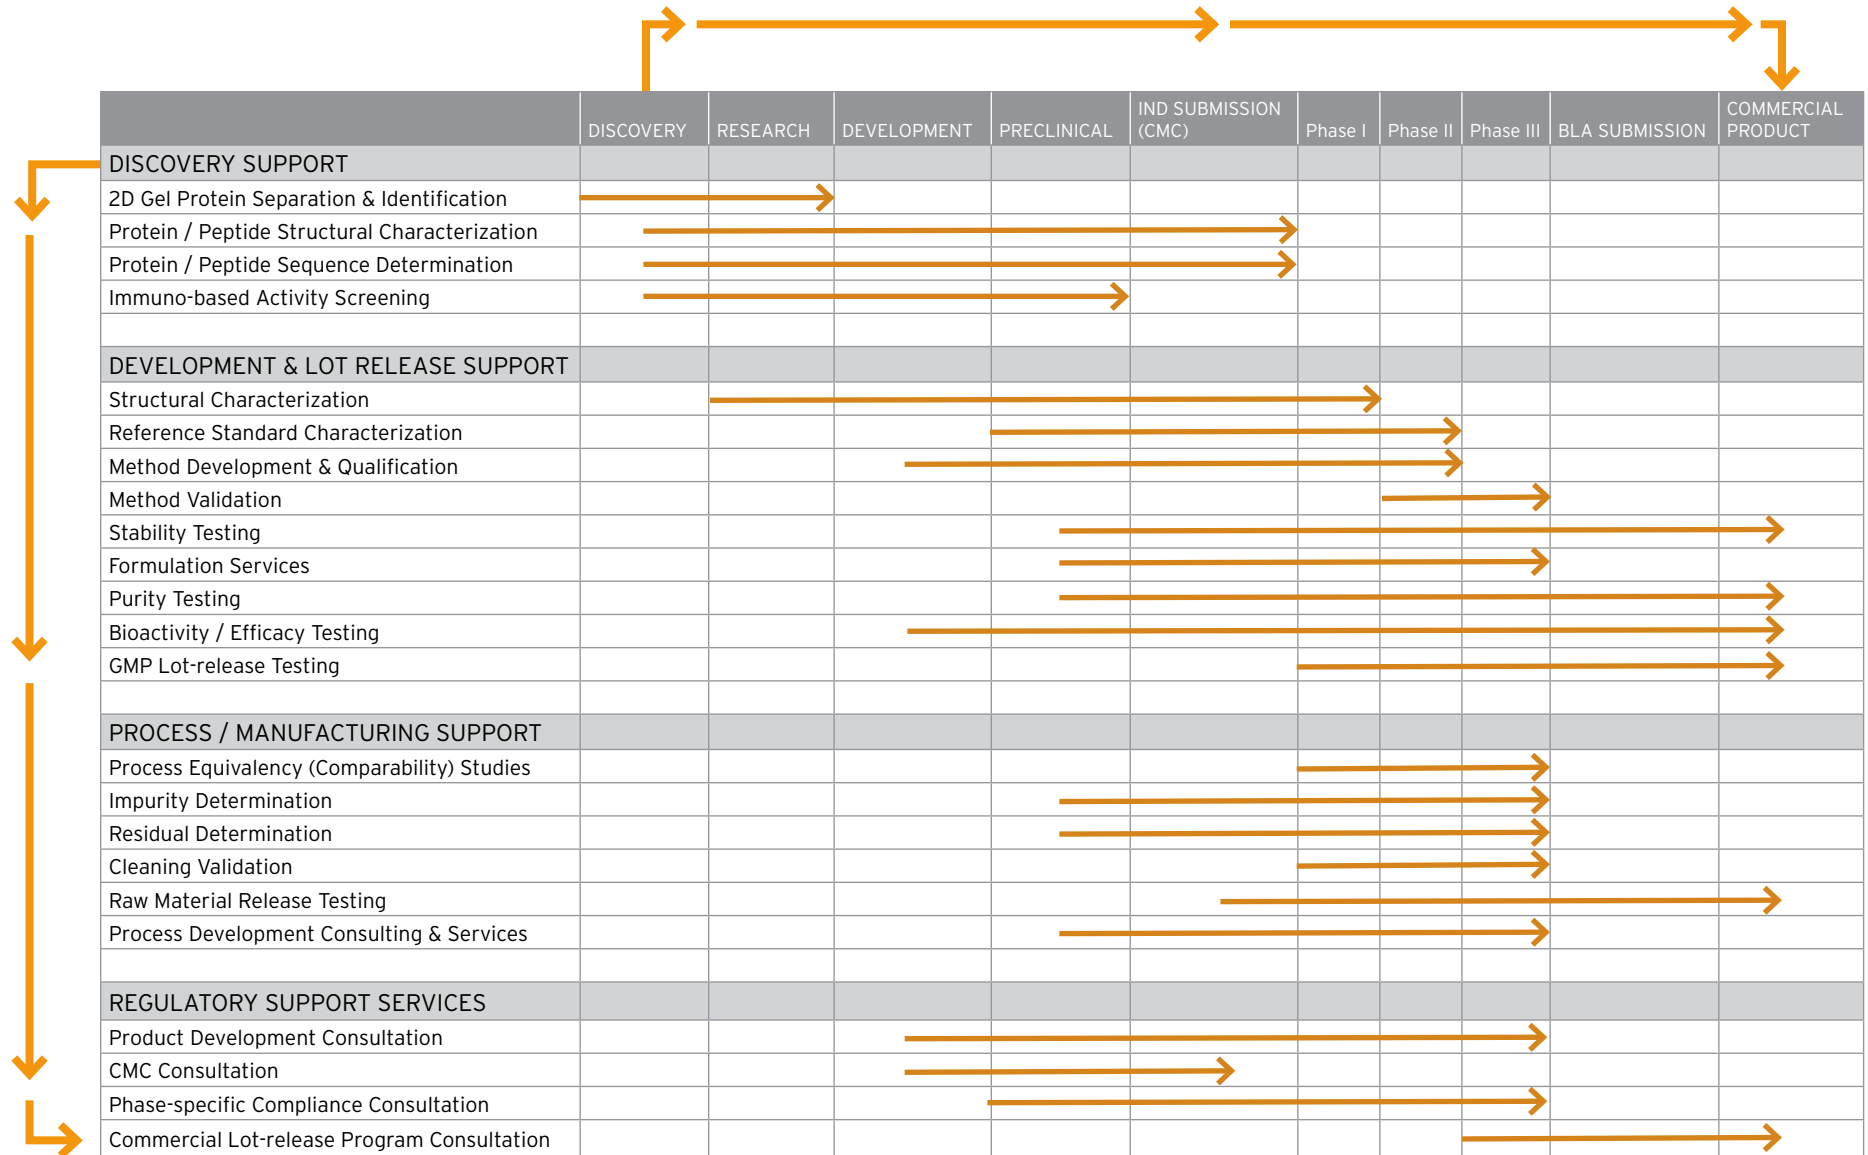 DISCOVERY RESEARCH DEVELOPMENT PRECLINICAL IND SUBMISSION (CMC) Phase I Phase II Phase III BLA SUBMISSION COMMERCIAL PRODUCT
DISCOVERY SUPPORT
2D Gel Protein Separation & Identification
Protein / Peptide Structural Characterization
Protein / Peptide Sequence Determination
Immuno-based Activity Screening
DEVELOPMENT & LOT RELEASE SUPPORT
Structural Characterization
Reference Standard Characterization
Method Development & Qualification
Method Validation
Stability Testing
Formulation Services
Purity Testing
Bioactivity / Efficacy Testing
GMP Lot-release Testing
PROCESS / MANUFACTURING SUPPORT
Process Equivalency (Comparability) Studies
Impurity Determination
Residual Determination
Cleaning Validation
Raw Material Release Testing
Process Development Consulting & Services
REGULATORY SUPPORT SERVICES
Product Development Consultation
CMC Consultation
Phase-specific Compliance Consultation
Commercial Lot-release Program Consultation